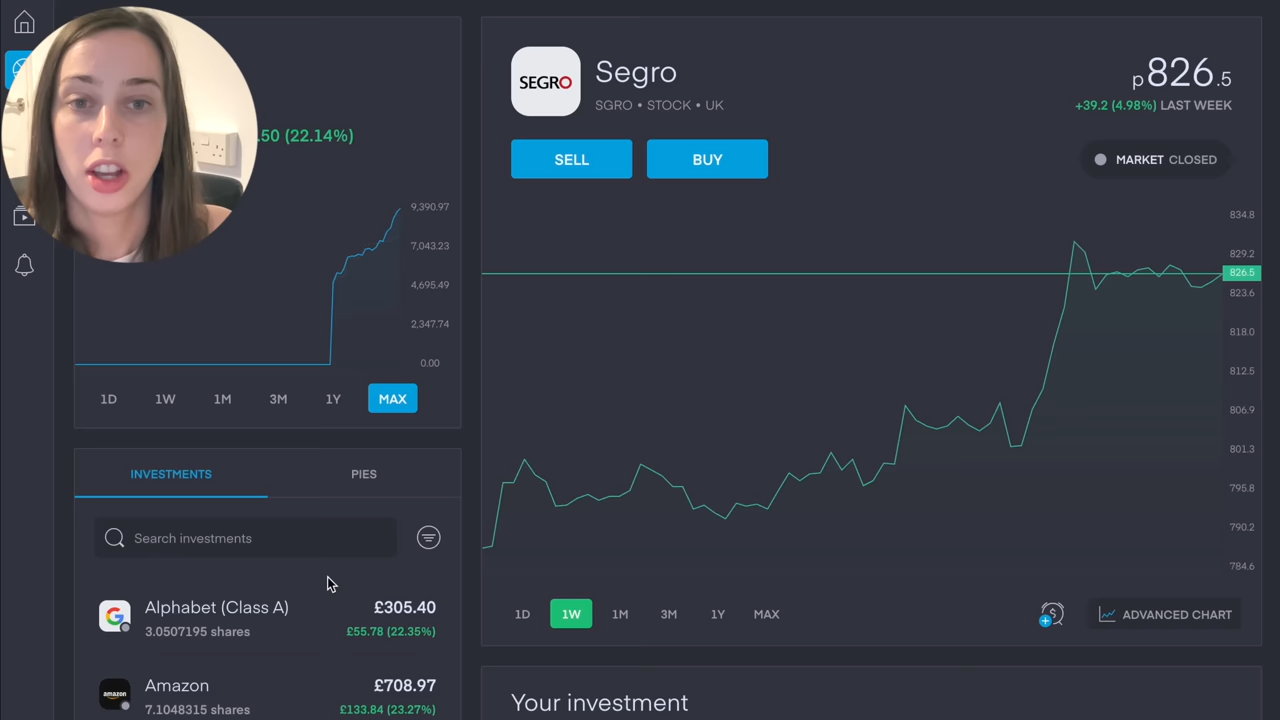 .50 (22.14%)
9,390.97
7,043.23
4,695.49
2,347.74
0.00
1D 1W 1M 3M 1Y MAX
INVESTMENTS PIES
Search investments
Alphabet (Class A) £305.40
3.0507195 shares £55.78 (22.35%)
amazon
Amazon £708.97
7.1048315 shares £133.84 (23.27%)
SEGRO
Segro
SGRO • STOCK • UK
p826.5
+39.2 (4.98%) LAST WEEK
SELL BUY
MARKET CLOSED
834.8
829.2
826.5
823.6
818.0
812.5
806.9
801.3
795.8
790.2
784.6
1D 1W 1M 3M 1Y MAX
ADVANCED CHART
Your investment